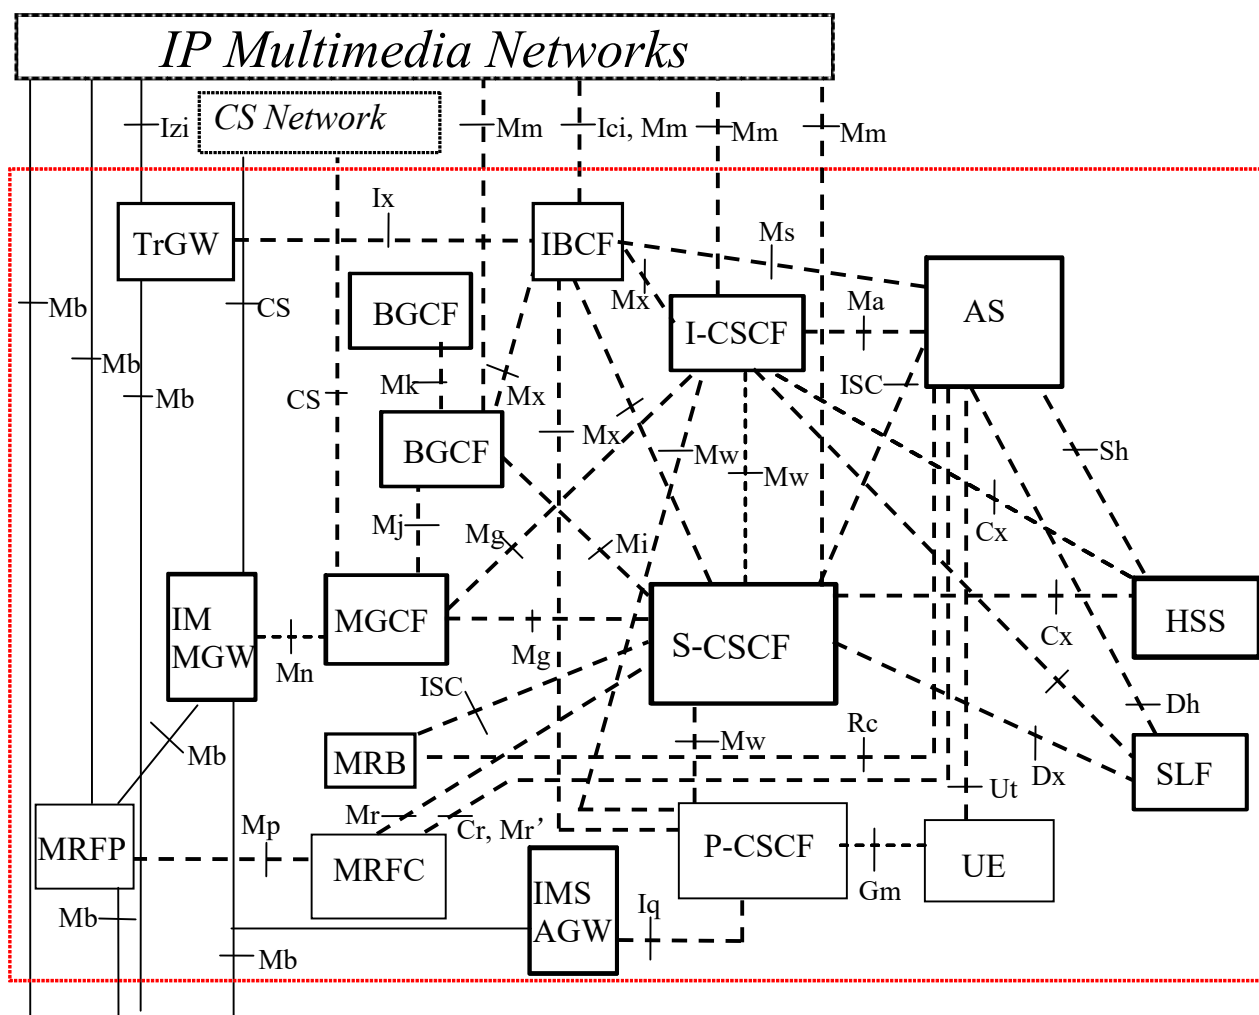 IP Multimedia Networks
CS Network
Izi
Mm
Ici, Mm
Mm
Mm
Ix
TrGW
IBCF
Ms
Mx
Mb
CS
BGCF
I-CSCF
Ma
AS
Mb
Mb
Mk
CS
Mx
ISC
BGCF
Mx
Mw
Mw
Sh
Mj
Mg
Mi
Cx
IM
MGW
MGCF
S-CSCF
HSS
Mn
Mg
Cx
ISC
Mb
MRB
Mw
Rc
Dh
Dx
SLF
Ut
Mr
Cr, Mr’
Mp
MRFP
MRFC
P-CSCF
UE
Gm
IMS
AGW
Iq
Mb
Mb